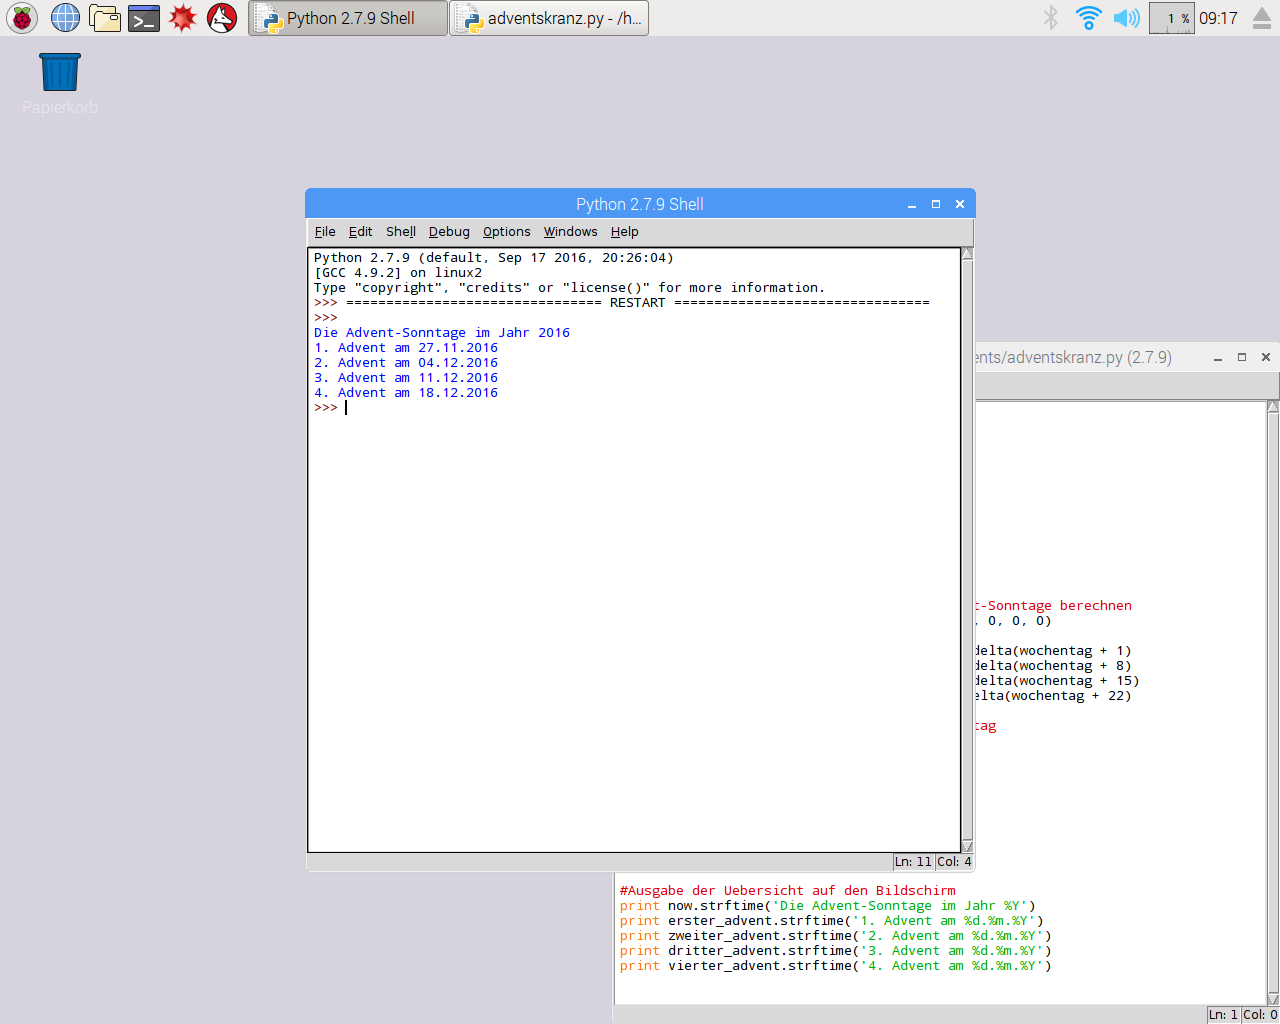 Python 2.7.9 Shell
adventskranz.py - /h...
1 %
09:17
Papierkorb
Python 2.7.9 Shell
File Edit Shell Debug Options Windows Help
Python 2.7.9 (default, Sep 17 2016, 20:26:04)
[GCC 4.9.2] on linux2
Type "copyright", "credits" or "license()" for more information.
>>> ================================ RESTART ================================
>>>
Die Advent-Sonntage im Jahr 2016
1. Advent am 27.11.2016
2. Advent am 04.12.2016
3. Advent am 11.12.2016
4. Advent am 18.12.2016
>>>
Ln: 11 Col: 4
ents/adventskranz.py (2.7.9)
t-Sonntage berechnen
, 0, 0, 0)
delta(wochentag + 1)
delta(wochentag + 8)
delta(wochentag + 15)
elta(wochentag + 22)
tag
#Ausgabe der Uebersicht auf den Bildschirm
print now.strftime('Die Advent-Sonntage im Jahr %Y')
print erster_advent.strftime('1. Advent am %d.%m.%Y')
print zweiter_advent.strftime('2. Advent am %d.%m.%Y')
print dritter_advent.strftime('3. Advent am %d.%m.%Y')
print vierter_advent.strftime('4. Advent am %d.%m.%Y')
Ln: 1 Col: 0